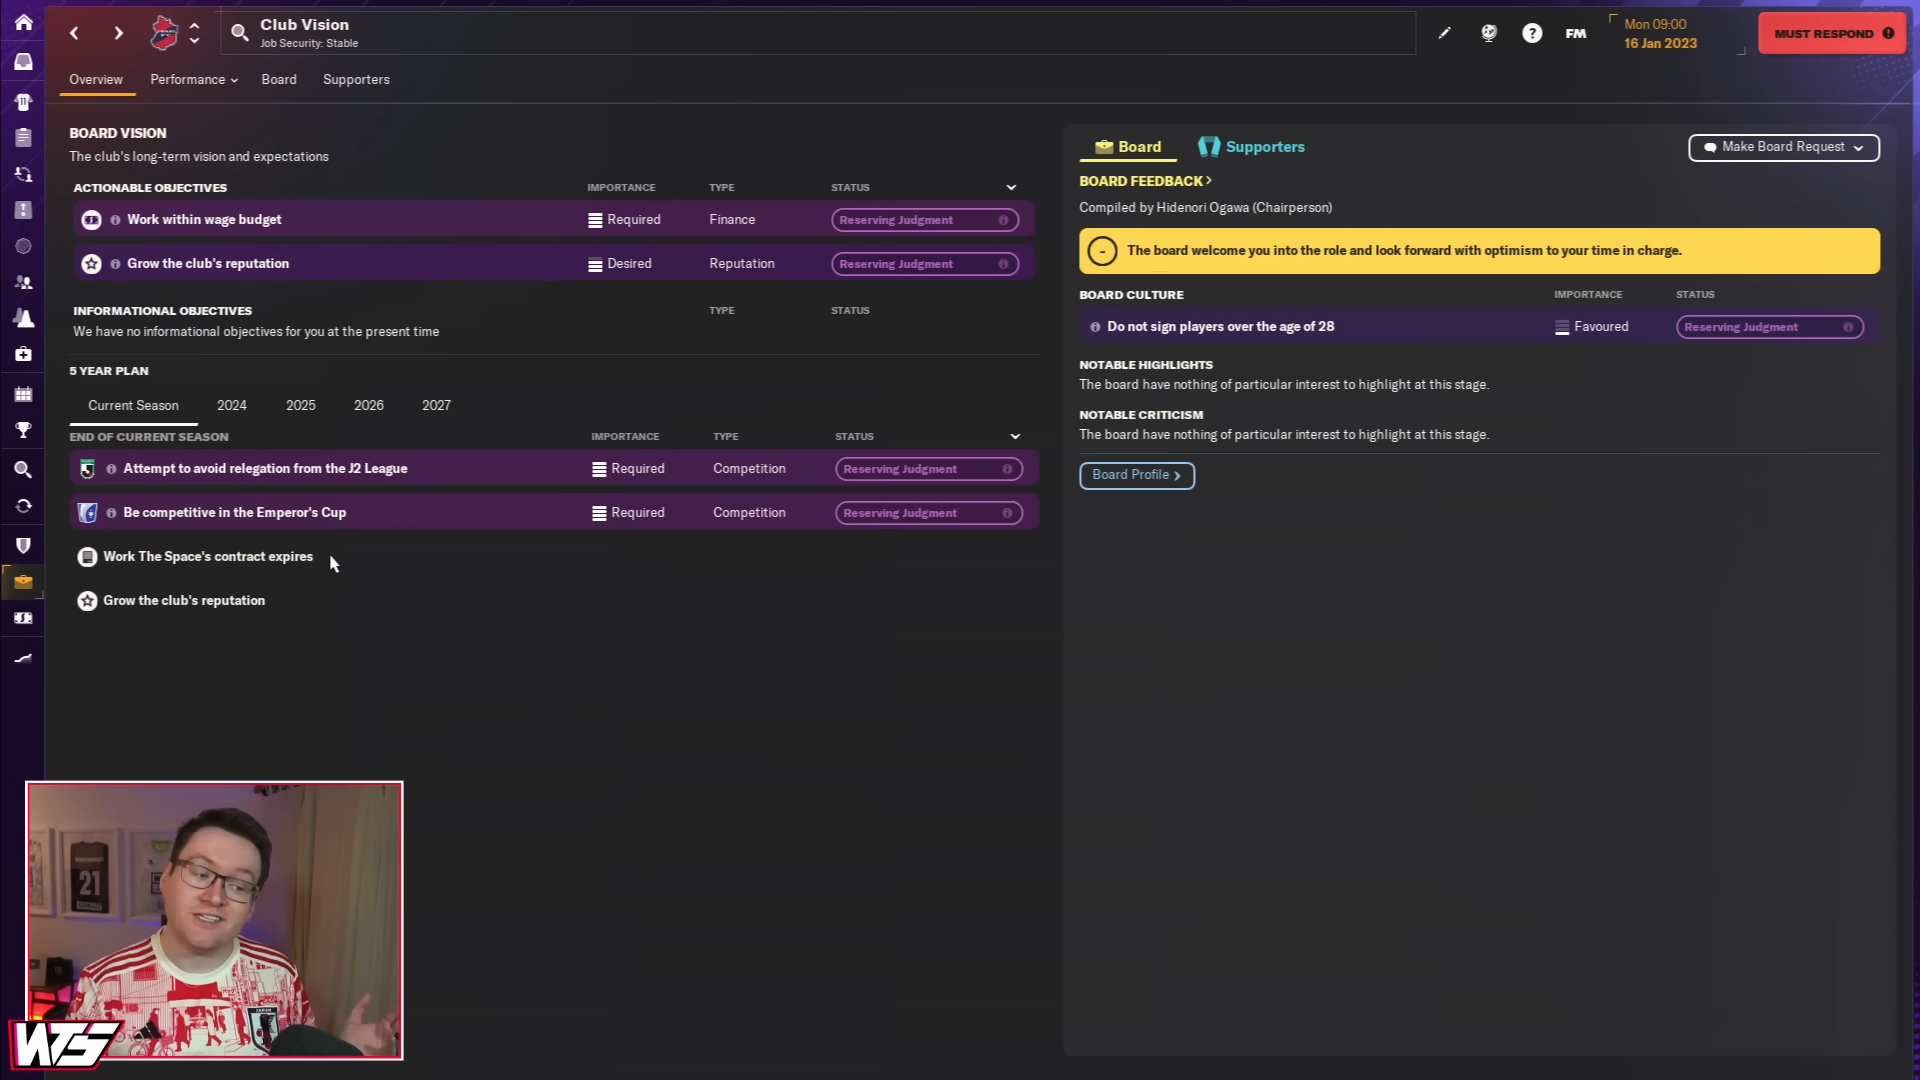 Club Vision
Job Security: Stable
FM
Mon 09:00
16 Jan 2023
MUST RESPOND
Overview
Performance
Board
Supporters
BOARD VISION
The club's long-term vision and expectations
ACTIONABLE OBJECTIVES IMPORTANCE TYPE STATUS
Work within wage budget Required Finance Reserving Judgment
Grow the club's reputation Desired Reputation Reserving Judgment
INFORMATIONAL OBJECTIVES TYPE STATUS
We have no informational objectives for you at the present time
5 YEAR PLAN
Current Season 2024 2025 2026 2027
END OF CURRENT SEASON IMPORTANCE TYPE STATUS
Attempt to avoid relegation from the J2 League Required Competition Reserving Judgment
Be competitive in the Emperor's Cup Required Competition Reserving Judgment
Work The Space's contract expires
Grow the club's reputation
Board
Supporters
Make Board Request
BOARD FEEDBACK >
Compiled by Hidenori Ogawa (Chairperson)
The board welcome you into the role and look forward with optimism to your time in charge.
BOARD CULTURE IMPORTANCE STATUS
Do not sign players over the age of 28 Favoured Reserving Judgment
NOTABLE HIGHLIGHTS
The board have nothing of particular interest to highlight at this stage.
NOTABLE CRITICISM
The board have nothing of particular interest to highlight at this stage.
Board Profile >
21
JAPAN
WTS